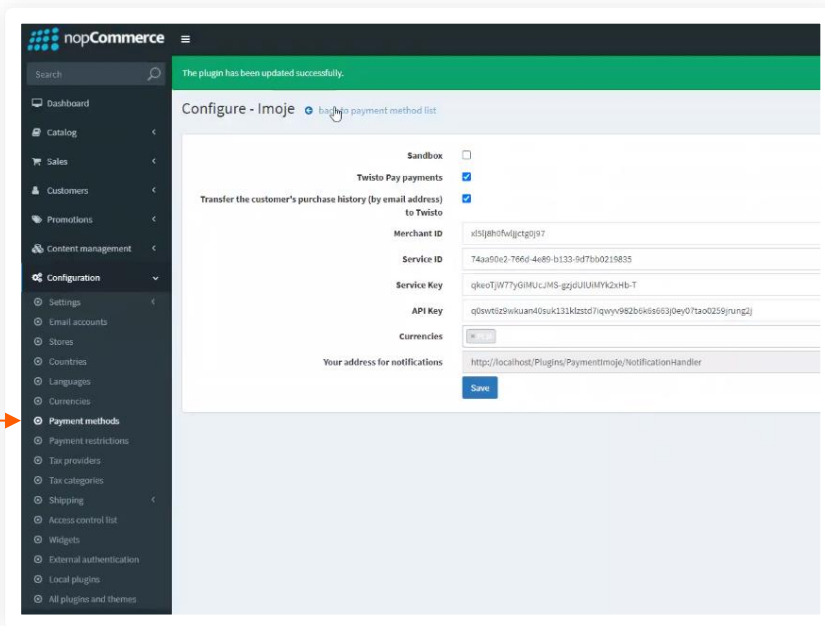 nopCommerce
Search
The plugin has been updated successfully.
Dashboard
Configure - Imoje
payment method list
Catalog
Sales
Customers
Promotions
Content management
Configuration
Settings
Email accounts
Stores
Countries
Languages
Currencies
Payment methods
Payment restrictions
Tax providers
Tax categories
Shipping
Access control list
Widgets
External authentication
Local plugins
All plugins and themes
Sandbox
Twisto Pay payments
Transfer the customer's purchase history (by email address)
to Twisto
Merchant ID
Service ID
74aa90e2-766d-4e89-b133-9d7bb0219835
Service Key
API Key
Currencies
Your address for notifications
http://localhost/Plugins/PaymentImoje/NotificationHandler
Save